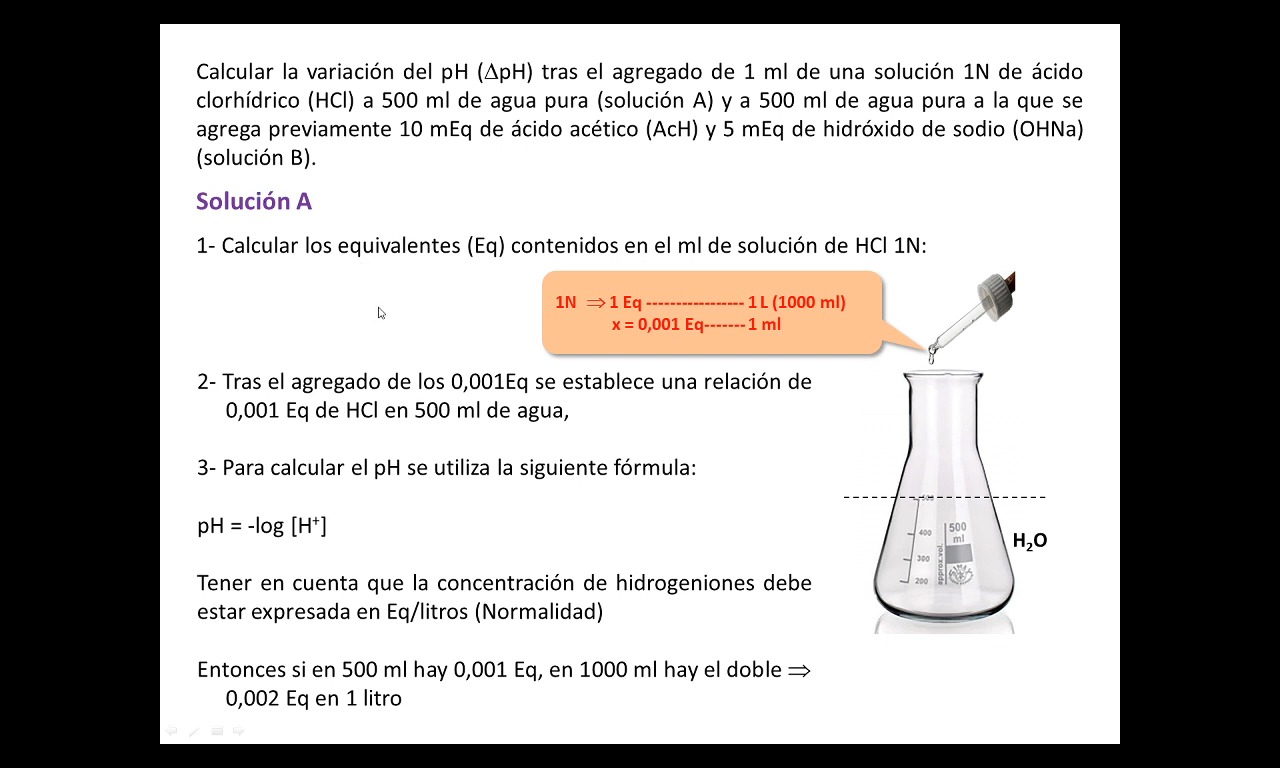 Calcular la variación del pH (∆pH) tras el agregado de 1 ml de una solución 1N de ácido
clorhídrico (HCl) a 500 ml de agua pura (solución A) y a 500 ml de agua pura a la que se
agrega previamente 10 mEq de ácido acético (AcH) y 5 mEq de hidróxido de sodio (OHNa)
(solución B).
Solución A
1- Calcular los equivalentes (Eq) contenidos en el ml de solución de HCl 1N:
1N ⇒ 1 Eq ----------------- 1 L (1000 ml)
x = 0,001 Eq------- 1 ml
2- Tras el agregado de los 0,001Eq se establece una relación de
0,001 Eq de HCl en 500 ml de agua,
3- Para calcular el pH se utiliza la siguiente fórmula:
pH = -log [H⁺]
Tener en cuenta que la concentración de hidrogeniones debe
estar expresada en Eq/litros (Normalidad)
Entonces si en 500 ml hay 0,001 Eq, en 1000 ml hay el doble ⇒
0,002 Eq en 1 litro
500
400
300
200
500
ml
approx.vol.
H₂O